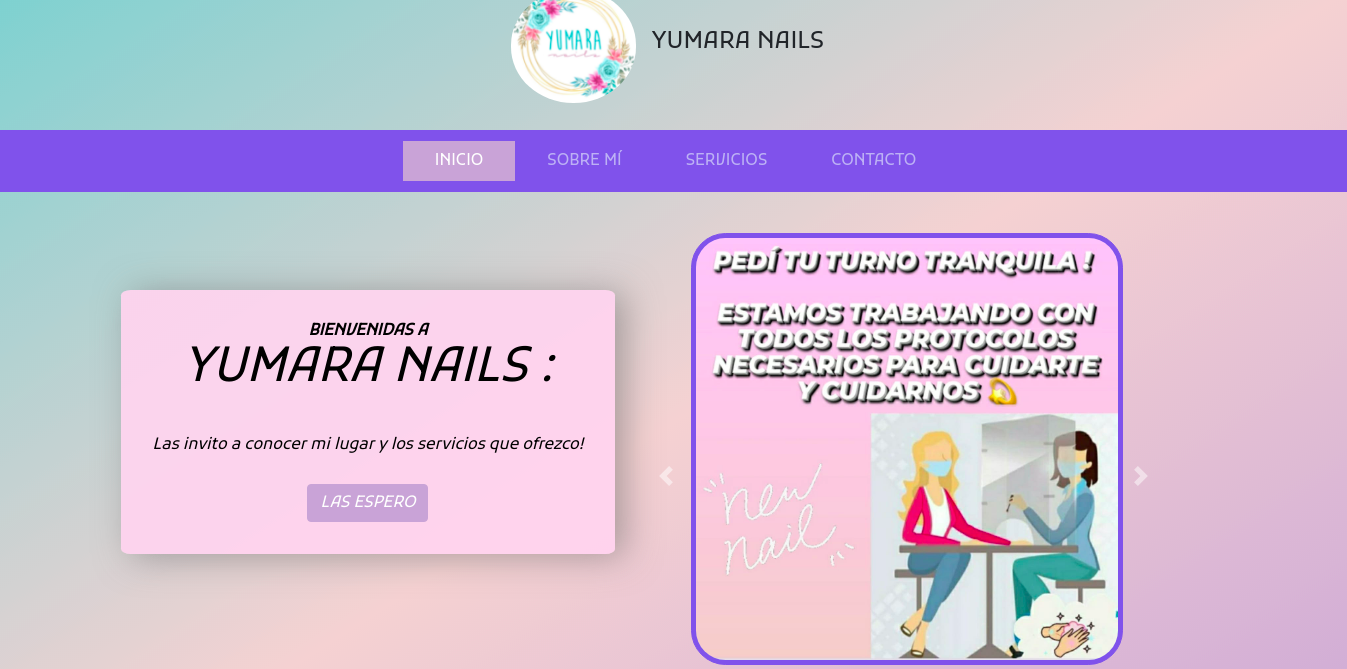 YUMARA
nails
YUMARA NAILS
INICIO
SOBRE MÍ
SERVICIOS
CONTACTO
BIENVENIDAS A
YUMARA NAILS :
Las invito a conocer mi lugar y los servicios que ofrezco!
LAS ESPERO
PEDÍ TU TURNO TRANQUILA !
ESTAMOS TRABAJANDO CON
TODOS LOS PROTOCOLOS
NECESARIOS PARA CUIDARTE
Y CUIDARNOS 💫
new
nail